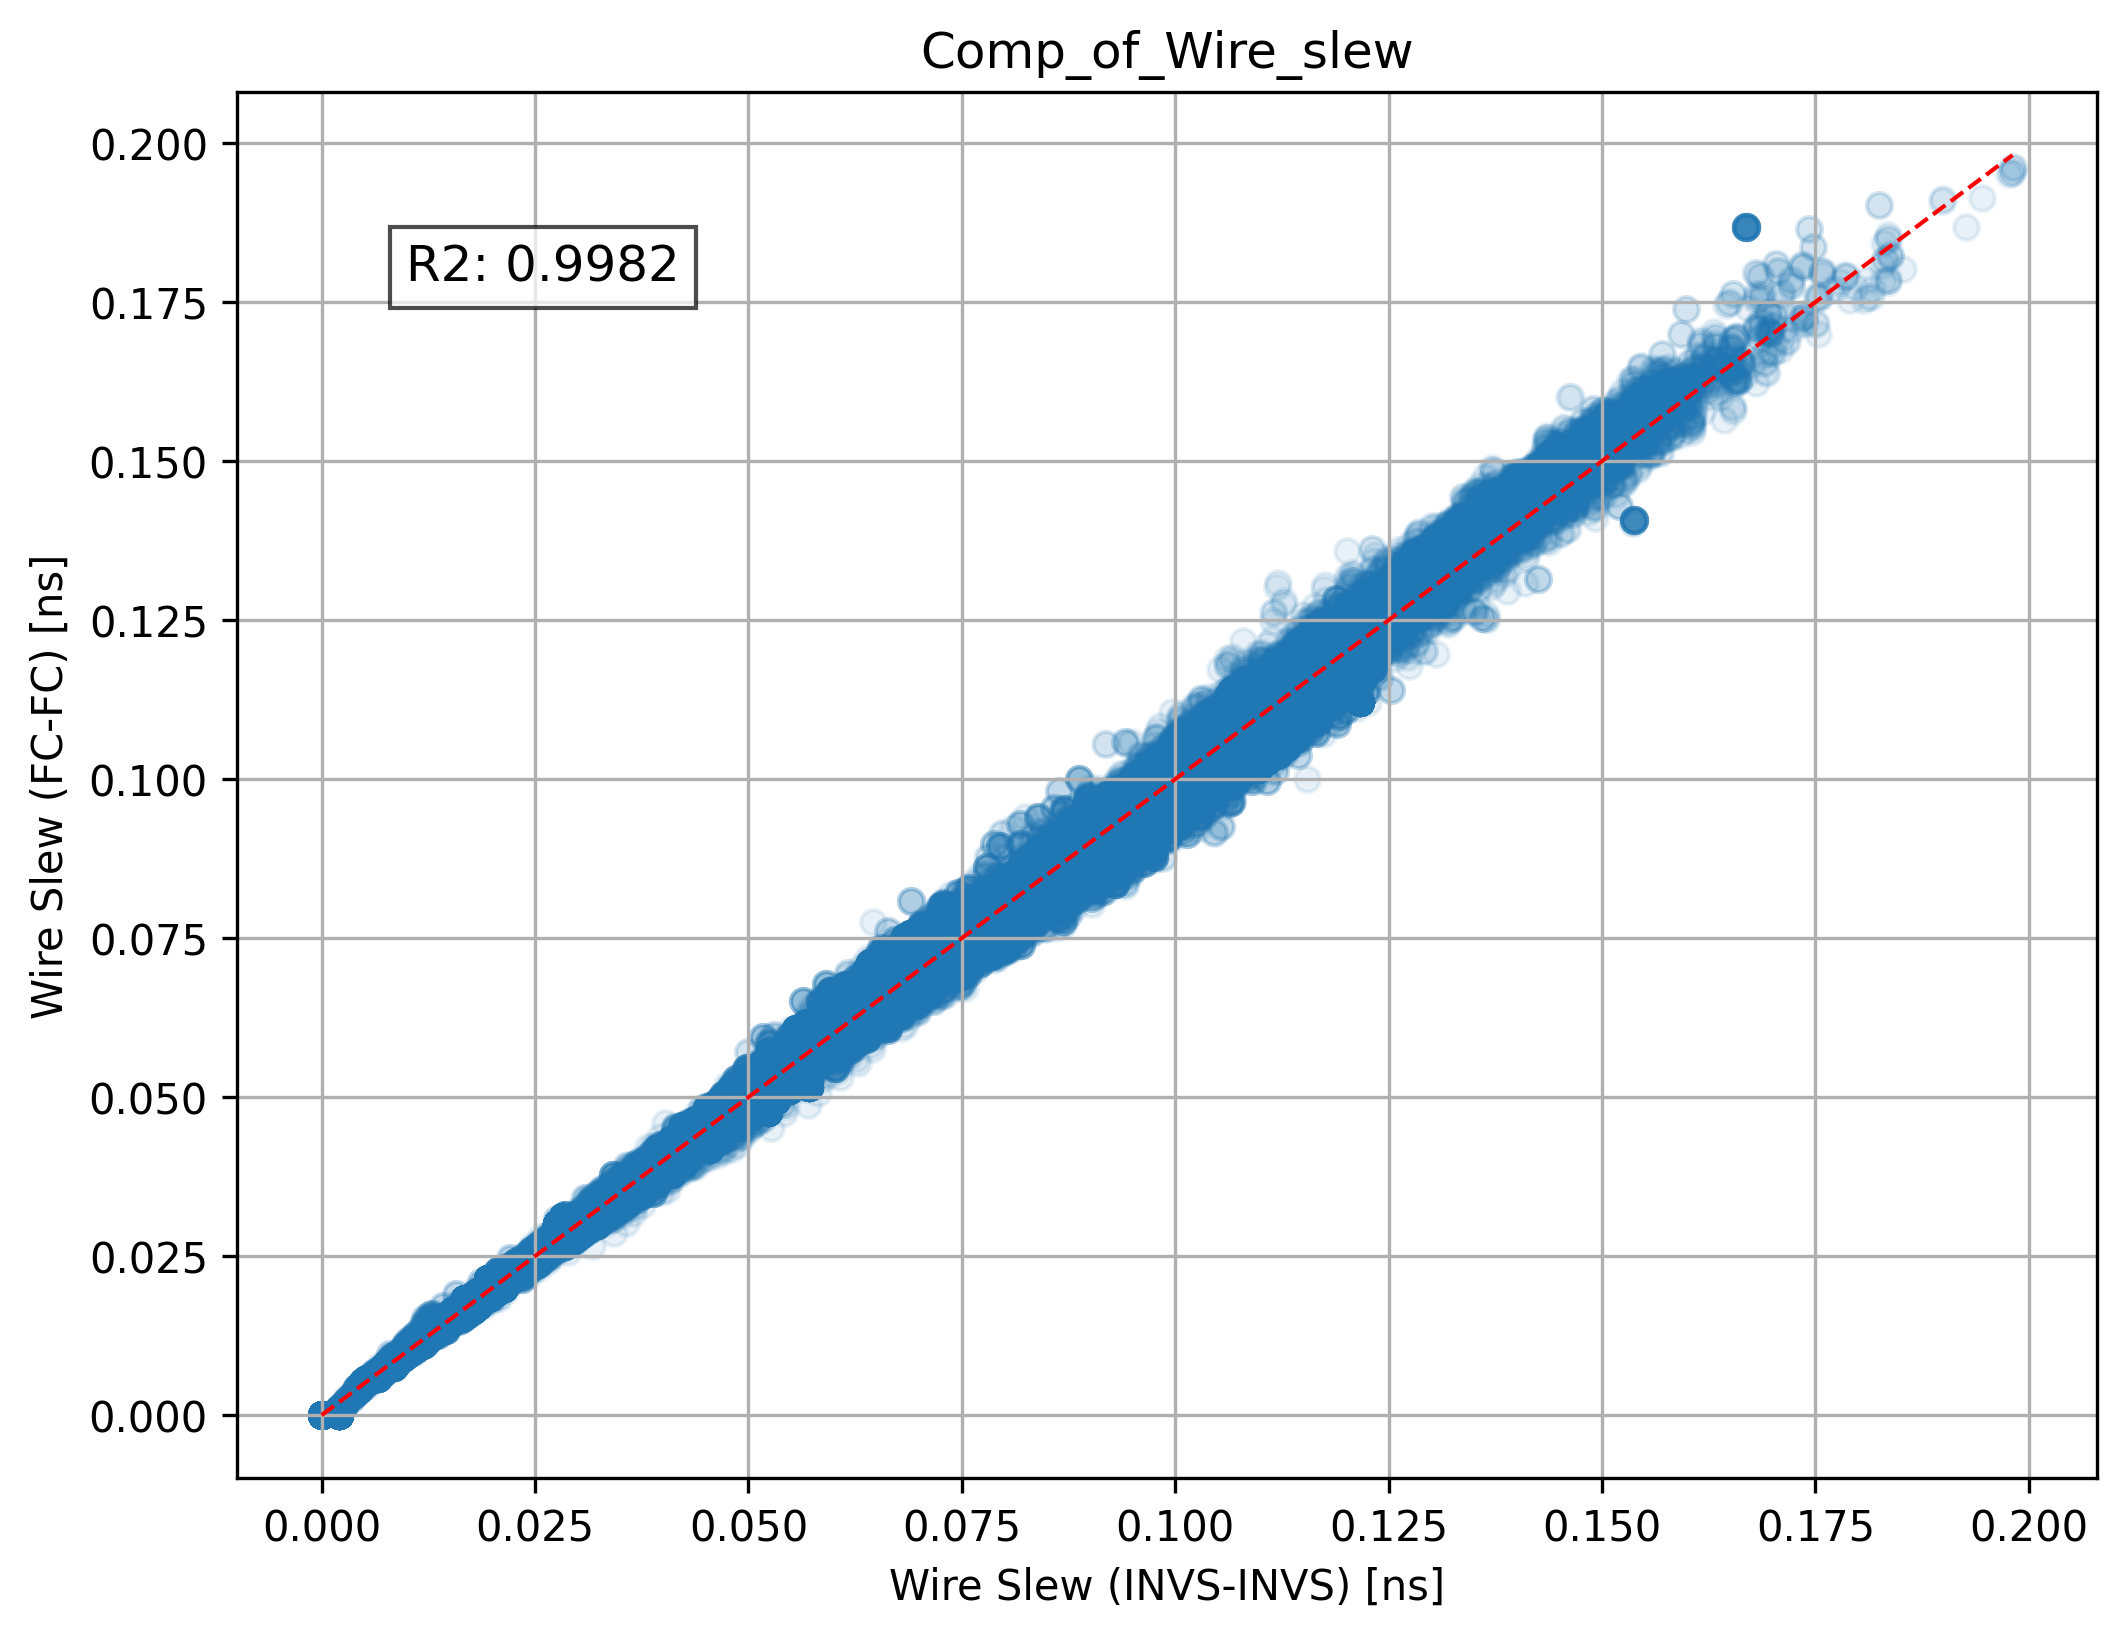 Comp_of_Wire_slew
R2: 0.9982
Wire Slew (FC-FC) [ns]
0.200
0.175
0.150
0.125
0.100
0.075
0.050
0.025
0.000
0.000 0.025 0.050 0.075 0.100 0.125 0.150 0.175 0.200
Wire Slew (INVS-INVS) [ns]